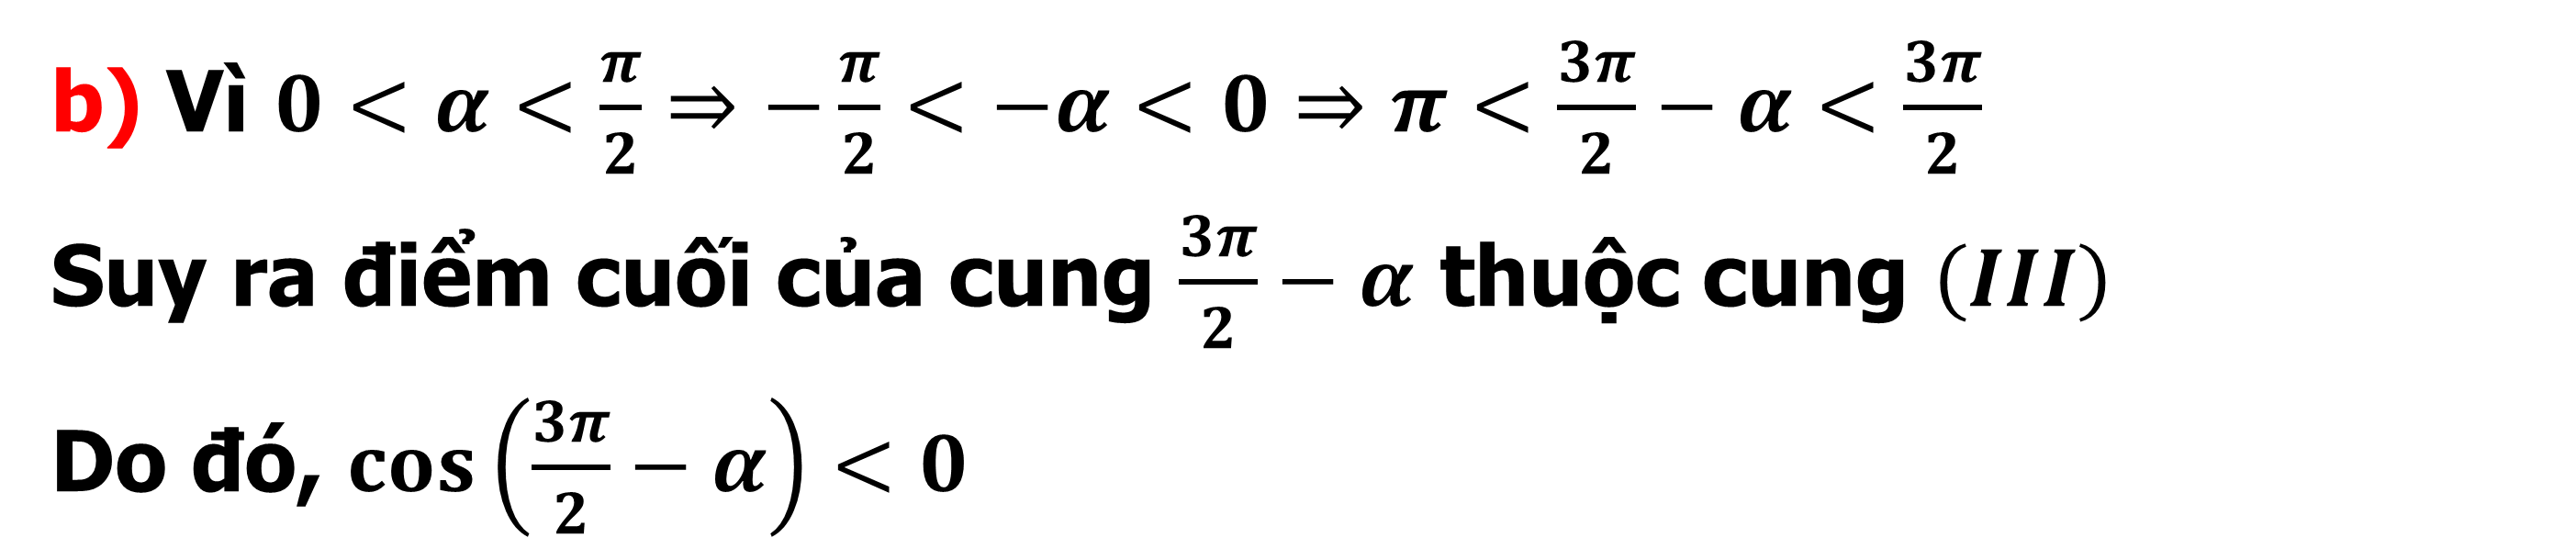 b) Vì 0 < α < π/2 ⇒ −π/2 < −α < 0 ⇒ π < 3π/2 − α < 3π/2
Suy ra điểm cuối của cung 3π/2 − α thuộc cung (III)
Do đó, cos(3π/2 − α) < 0